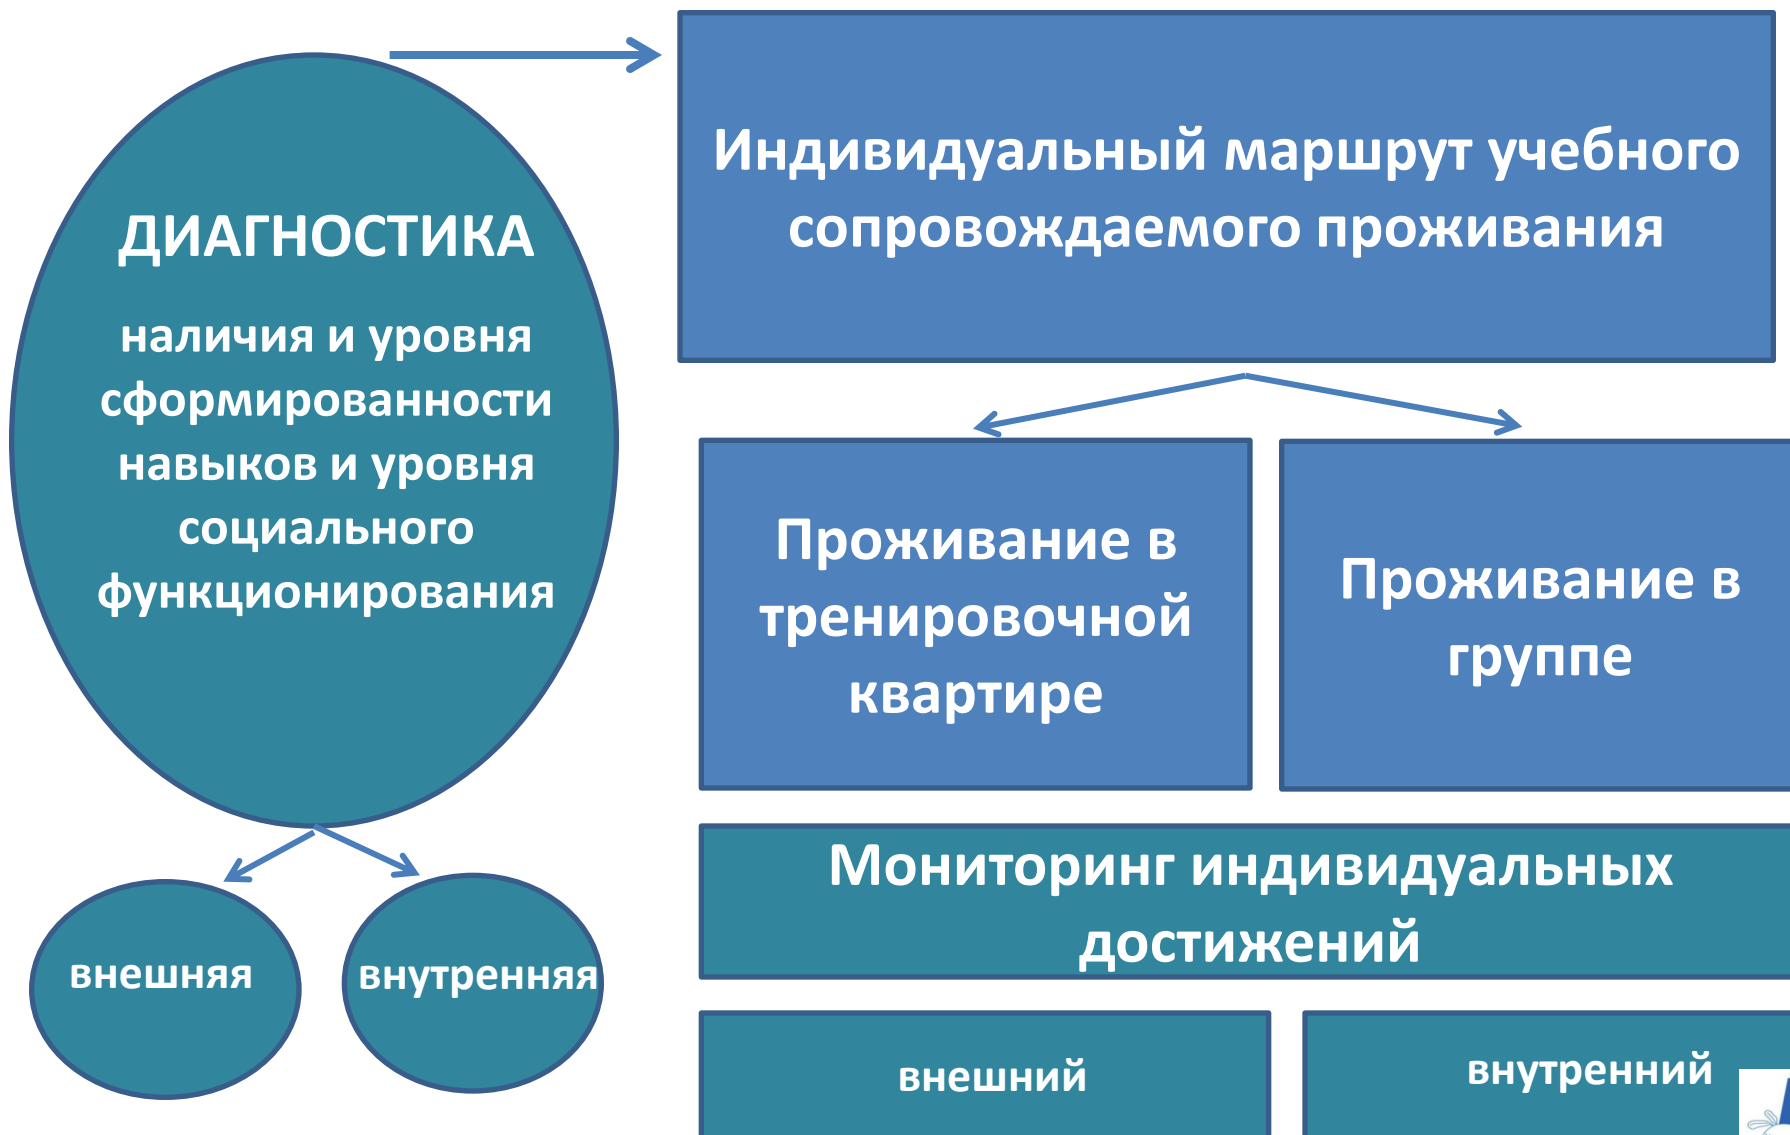 ДИАГНОСТИКА
наличия и уровня
сформированности
навыков и уровня
социального
функционирования
внешняя
внутренняя
Индивидуальный маршрут учебного
сопровождаемого проживания
Проживание в
тренировочной
квартире
Проживание в
группе
Мониторинг индивидуальных
достижений
внешний
внутренний